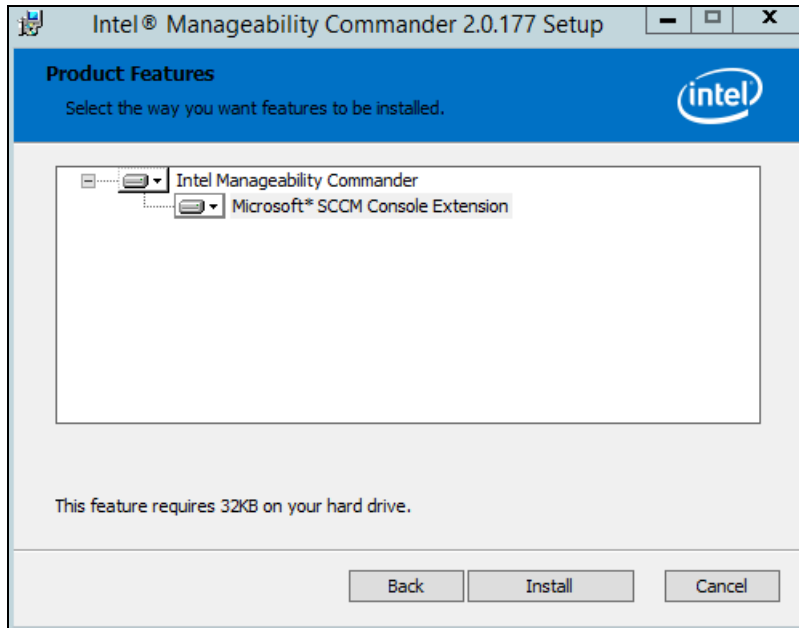 Intel® Manageability Commander 2.0.177 Setup
Product Features
Select the way you want features to be installed.
intel
Intel Manageability Commander
Microsoft* SCCM Console Extension
This feature requires 32KB on your hard drive.
Back Install Cancel